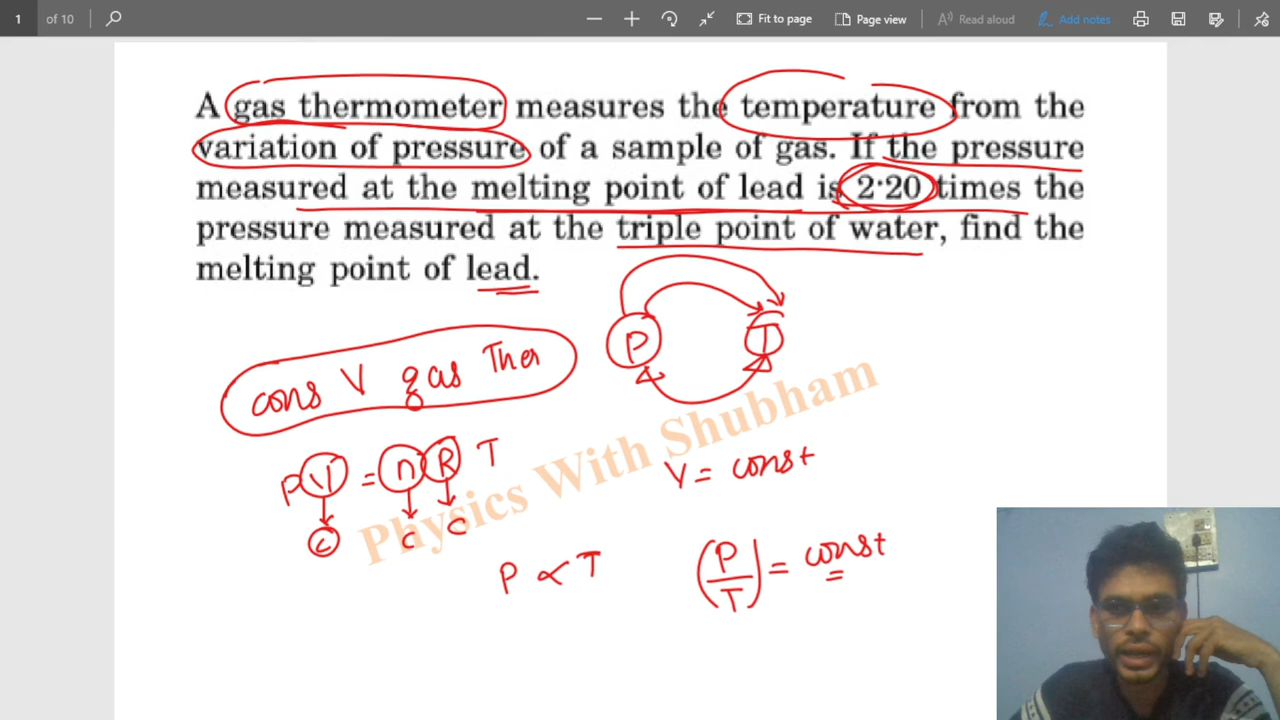 1 of 10 Fit to page Page view Read aloud Add notes
A gas thermometer measures the temperature from the
variation of pressure of a sample of gas. If the pressure
measured at the melting point of lead is 2·20 times the
pressure measured at the triple point of water, find the
melting point of lead.
P T
cons V gas Ther
PV = nRT
V = const
C C C
P ∝ T
(P/T) = const
Physics With Shubham